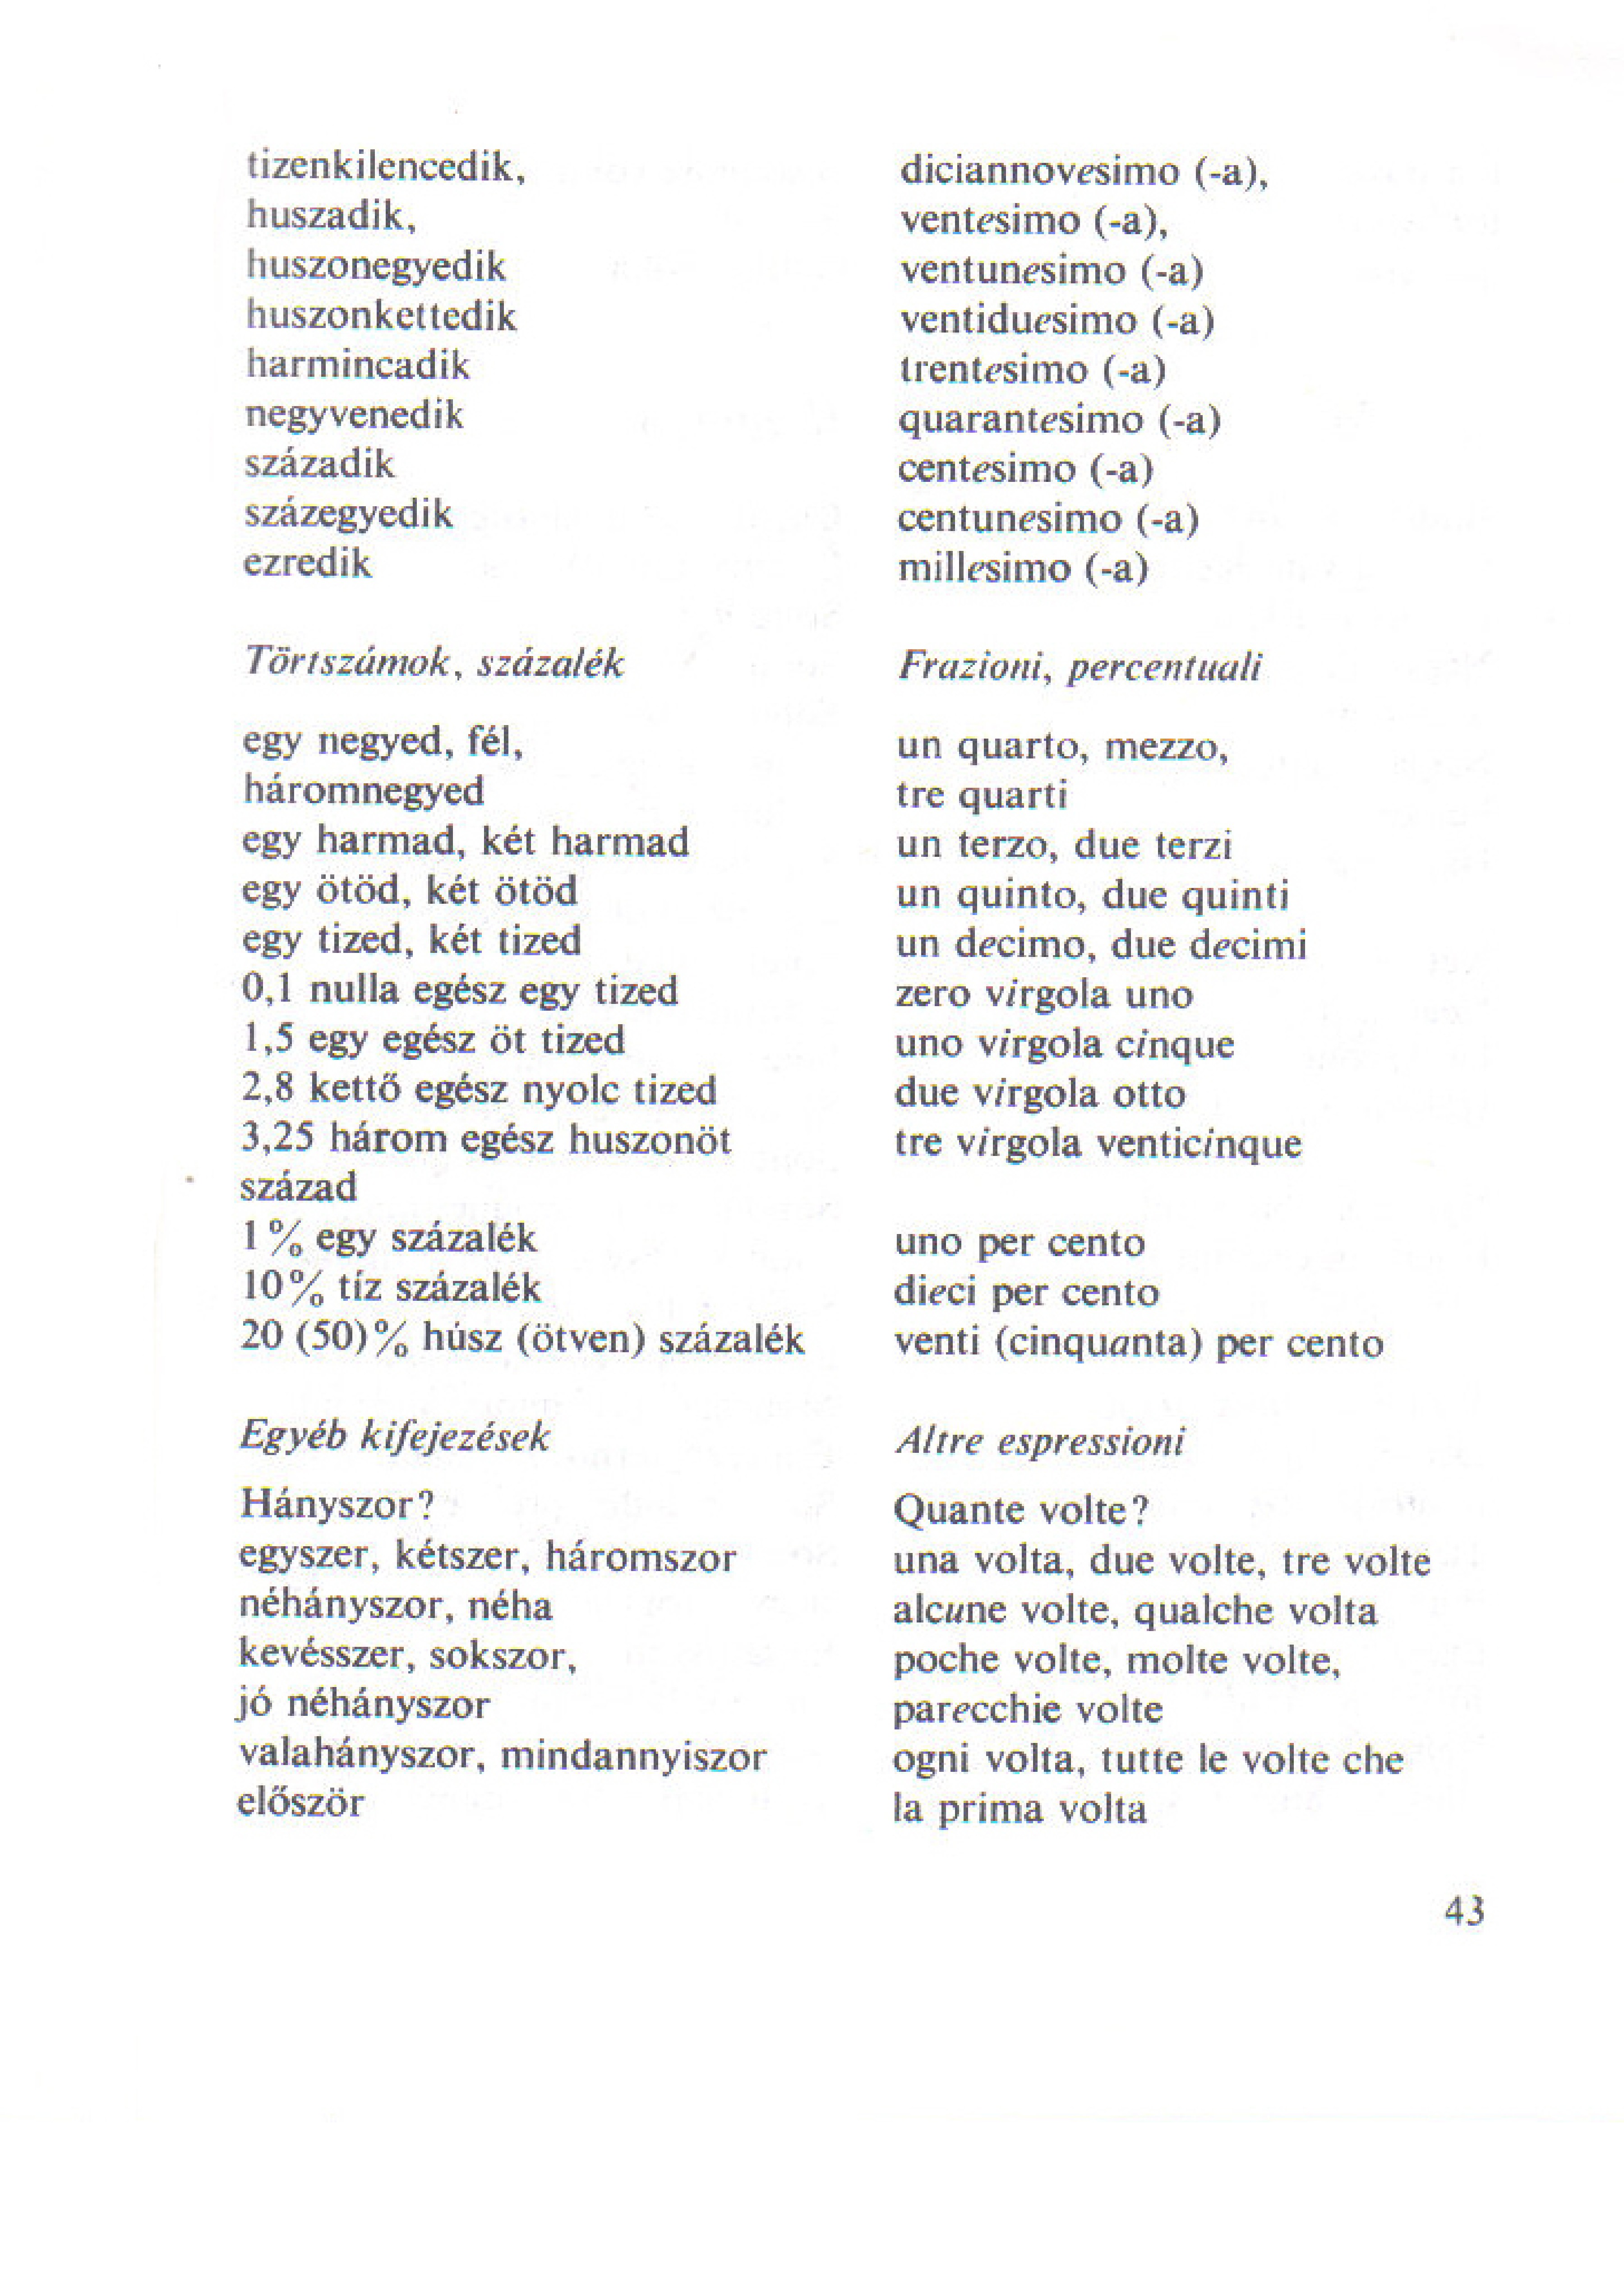 tizenkilencedik,
huszadik,
huszonegyedik
huszonkettedik
harmincadik
negyvenedik
századik
százegyedik
ezredik
Törtszámok, százalék
egy negyed, fél,
háromnegyed
egy harmad, két harmad
egy ötöd, két ötöd
egy tized, két tized
0,1 nulla egész egy tized
1,5 egy egész öt tized
2,8 kettő egész nyolc tized
3,25 három egész huszonöt
század
1% egy százalék
10% tíz százalék
20 (50)% húsz (ötven) százalék
Egyéb kifejezések
Hányszor?
egyszer, kétszer, háromszor
néhányszor, néha
kevésszer, sokszor,
jó néhányszor
valahányszor, mindannyiszor
először
diciannovesimo (-a),
ventesimo (-a),
ventunesimo (-a)
ventiduesimo (-a)
trentesimo (-a)
quarantesimo (-a)
centesimo (-a)
centunesimo (-a)
millesimo (-a)
Frazioni, percentuali
un quarto, mezzo,
tre quarti
un terzo, due terzi
un quinto, due quinti
un decimo, due decimi
zero virgola uno
uno virgola cinque
due virgola otto
tre virgola venticinque
uno per cento
dieci per cento
venti (cinquanta) per cento
Altre espressioni
Quante volte?
una volta, due volte, tre volte
alcune volte, qualche volta
poche volte, molte volte,
parecchie volte
ogni volta, tutte le volte che
la prima volta
43